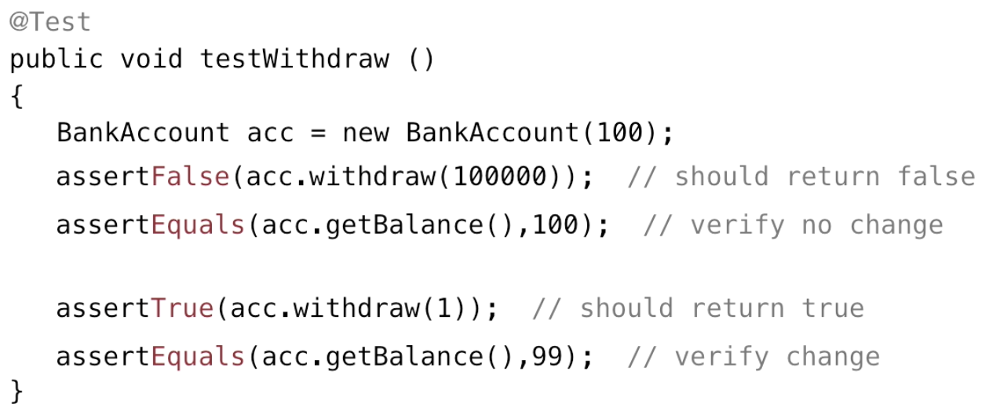 @Test
public void testWithdraw ()
{
BankAccount acc = new BankAccount(100);
assertFalse(acc.withdraw(100000)); // should return false
assertEquals(acc.getBalance(),100); // verify no change
assertTrue(acc.withdraw(1)); // should return true
assertEquals(acc.getBalance(),99); // verify change
}